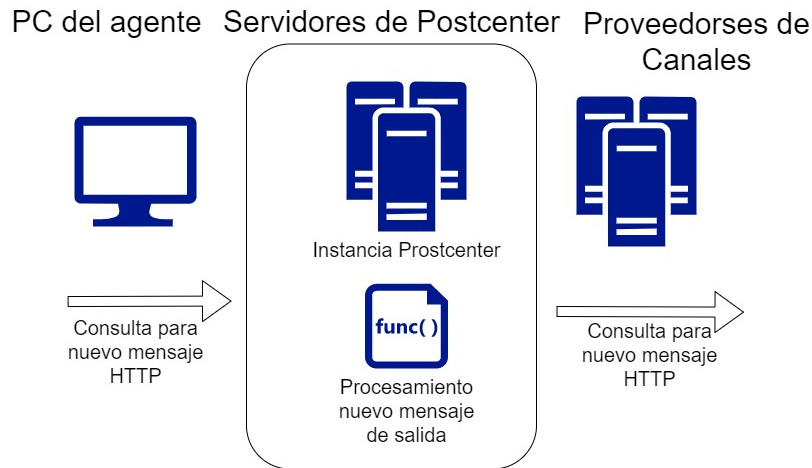 PC del agente
Servidores de Postcenter
Proveedorses de
Canales
Instancia Prostcenter
func( )
Procesamiento
nuevo mensaje
de salida
Consulta para
nuevo mensaje
HTTP
Consulta para
nuevo mensaje
HTTP